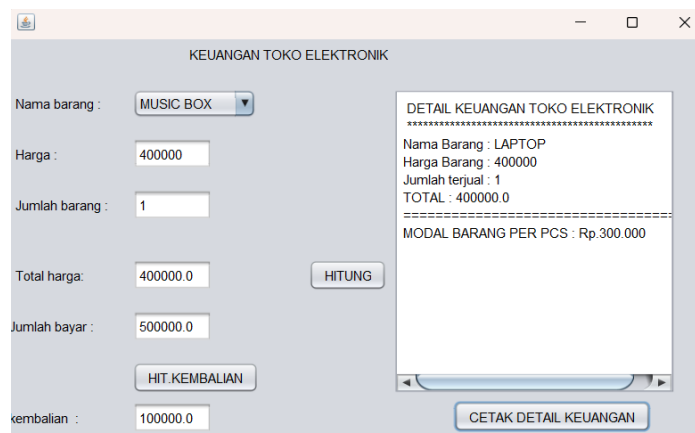 KEUANGAN TOKO ELEKTRONIK
Nama barang : MUSIC BOX
Harga : 400000
Jumlah barang : 1
Total harga: 400000.0 HITUNG
Jumlah bayar : 500000.0
HIT.KEMBALIAN
kembalian : 100000.0
DETAIL KEUANGAN TOKO ELEKTRONIK
**********************************************
Nama Barang : LAPTOP
Harga Barang : 400000
Jumlah terjual : 1
TOTAL : 400000.0
==================================
MODAL BARANG PER PCS : Rp.300.000
CETAK DETAIL KEUANGAN